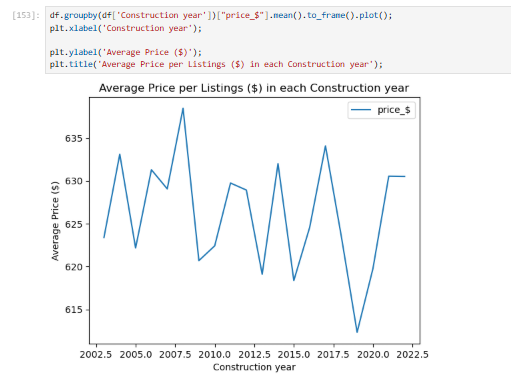 [153]: df.groupby(df['Construction year'])["price_$"].mean().to_frame().plot();
plt.xlabel('Construction year');
plt.ylabel('Average Price ($)');
plt.title('Average Price per Listings ($) in each Construction year');
Average Price per Listings ($) in each Construction year
price_$
635
630
625
620
615
Average Price ($)
2002.5 2005.0 2007.5 2010.0 2012.5 2015.0 2017.5 2020.0 2022.5
Construction year